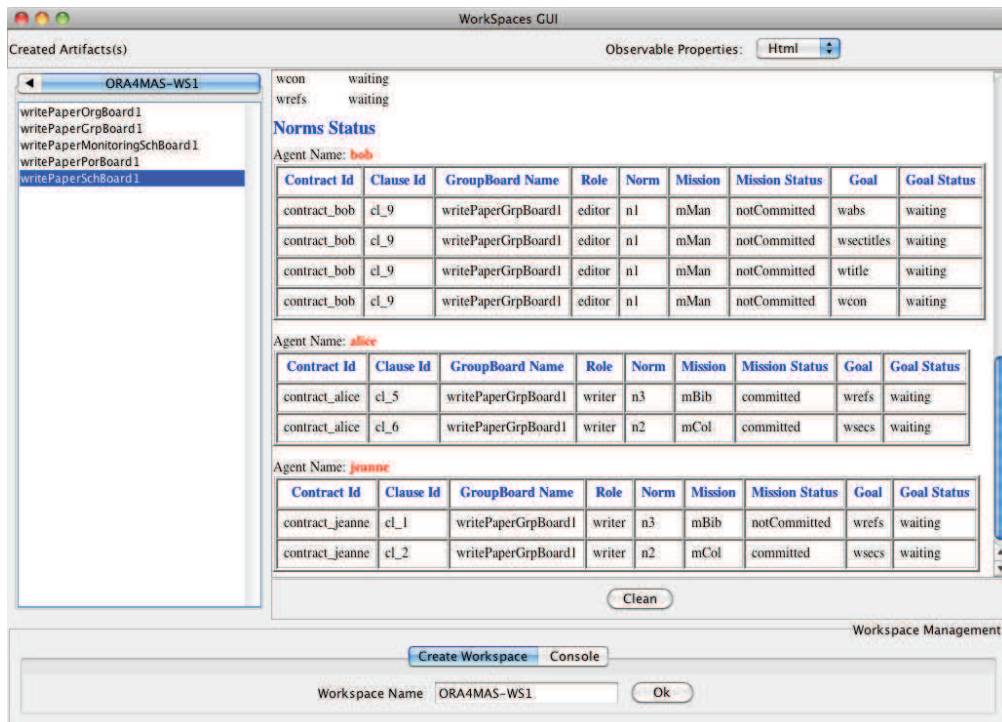 WorkSpaces GUI
Created Artifacts(s)
Observable Properties: Html
ORA4MAS-WS1
writePaperOrgBoard1
writePaperGrpBoard1
writePaperMonitoringSchBoard1
writePaperPorBoard1
writePaperSchBoard1
wcon waiting
wrefs waiting
Norms Status
Agent Name: bob
Contract Id Clause Id GroupBoard Name Role Norm Mission Mission Status Goal Goal Status
contract_bob cl_9 writePaperGrpBoard1 editor n1 mMan notCommitted wabs waiting
contract_bob cl_9 writePaperGrpBoard1 editor n1 mMan notCommitted wsectitles waiting
contract_bob cl_9 writePaperGrpBoard1 editor n1 mMan notCommitted wtitle waiting
contract_bob cl_9 writePaperGrpBoard1 editor n1 mMan notCommitted wcon waiting
Agent Name: alice
Contract Id Clause Id GroupBoard Name Role Norm Mission Mission Status Goal Goal Status
contract_alice cl_5 writePaperGrpBoard1 writer n3 mBib committed wrefs waiting
contract_alice cl_6 writePaperGrpBoard1 writer n2 mCol committed wsecs waiting
Agent Name: jeanne
Contract Id Clause Id GroupBoard Name Role Norm Mission Mission Status Goal Goal Status
contract_jeanne cl_1 writePaperGrpBoard1 writer n3 mBib notCommitted wrefs waiting
contract_jeanne cl_2 writePaperGrpBoard1 writer n2 mCol committed wsecs waiting
Clean
Workspace Management
Create Workspace Console
Workspace Name ORA4MAS-WS1 Ok